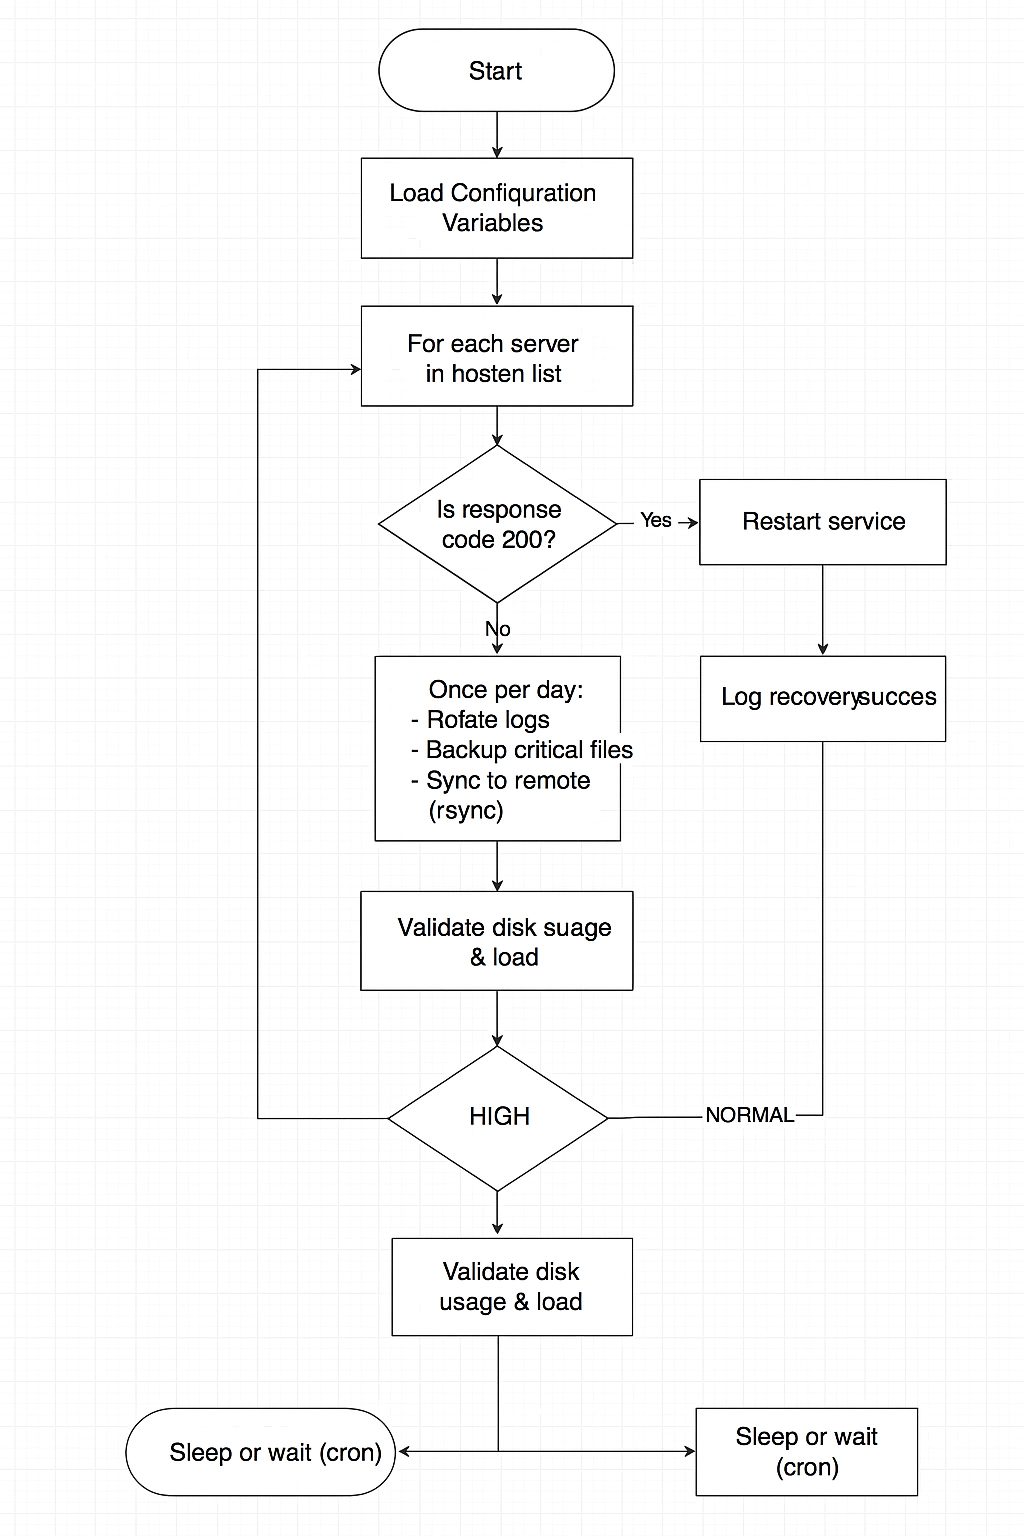 Start
Load Confiquration
Variables
For each server
in hosten list
Is response
code 200?
Yes
Restart service
No
Once per day:
- Rofate logs
- Backup critical files
- Sync to remote
(rsync)
Log recoverysucces
Validate disk suage
& load
HIGH
NORMAL
Validate disk
usage & load
Sleep or wait (cron)
Sleep or wait
(cron)